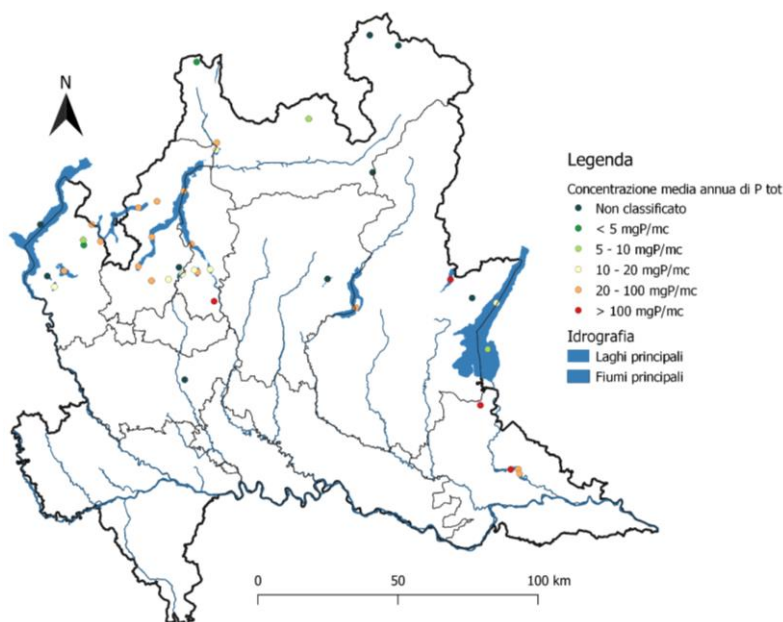 N
Legenda
Concentrazione media annua di P tot
Non classificato
< 5 mgP/mc
5 - 10 mgP/mc
10 - 20 mgP/mc
20 - 100 mgP/mc
> 100 mgP/mc
Idrografia
Laghi principali
Fiumi principali
0 50 100 km